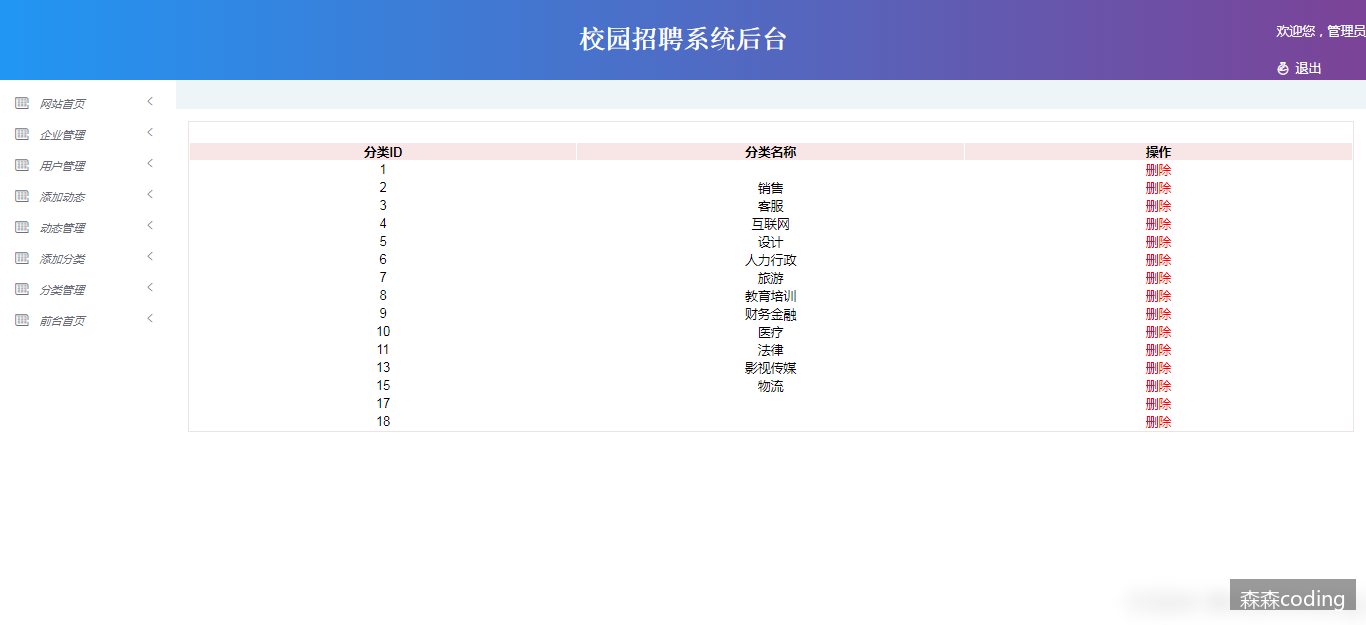 校园招聘系统后台
欢迎您，管理员
退出
网站首页
企业管理
用户管理
添加动态
动态管理
添加分类
分类管理
前台首页
分类ID 分类名称 操作
1 删除
2 销售 删除
3 客服 删除
4 互联网 删除
5 设计 删除
6 人力行政 删除
7 旅游 删除
8 教育培训 删除
9 财务金融 删除
10 医疗 删除
11 法律 删除
13 影视传媒 删除
15 物流 删除
17 删除
18 删除
森森coding